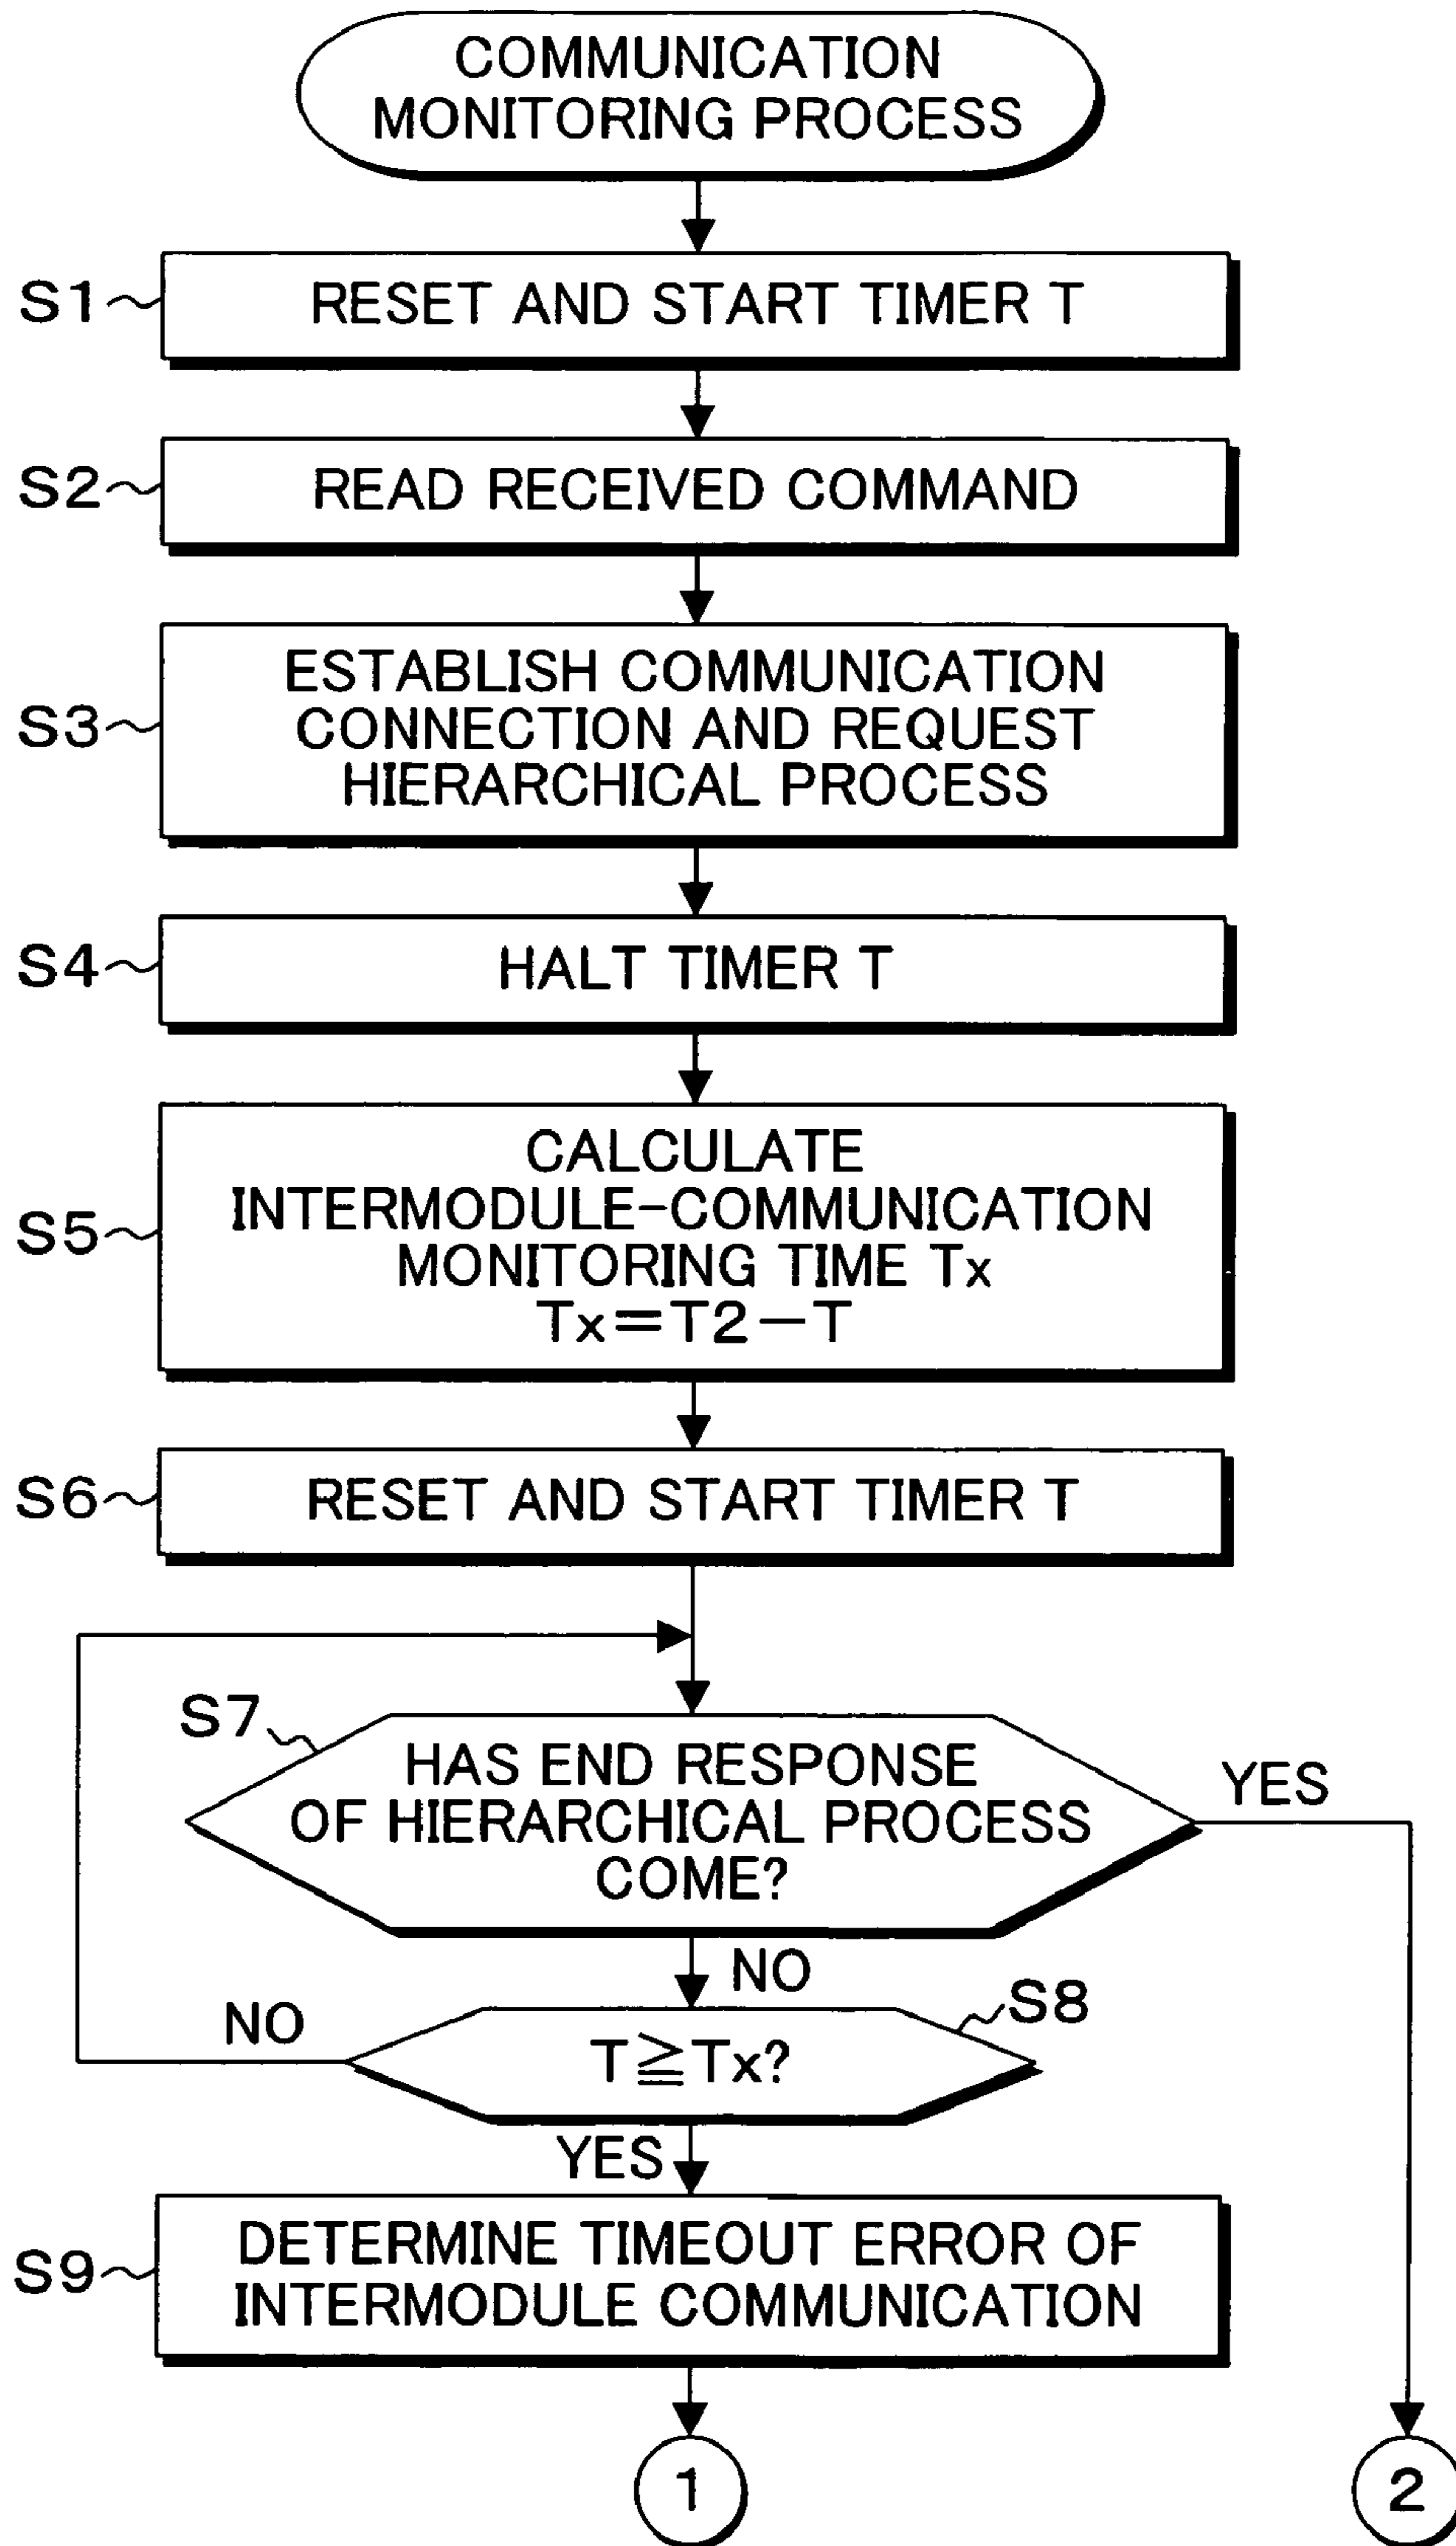 COMMUNICATION
MONITORING PROCESS
S1
RESET AND START TIMER T
S2
READ RECEIVED COMMAND
S3
ESTABLISH COMMUNICATION
CONNECTION AND REQUEST
HIERARCHICAL PROCESS
S4
HALT TIMER T
S5
CALCULATE
INTERMODULE-COMMUNICATION
MONITORING TIME Tx
Tx=T2-T
S6
RESET AND START TIMER T
S7
HAS END RESPONSE
OF HIERARCHICAL PROCESS
COME?
YES
NO
S8
T≧Tx?
NO
YES
S9
DETERMINE TIMEOUT ERROR OF
INTERMODULE COMMUNICATION
1
2